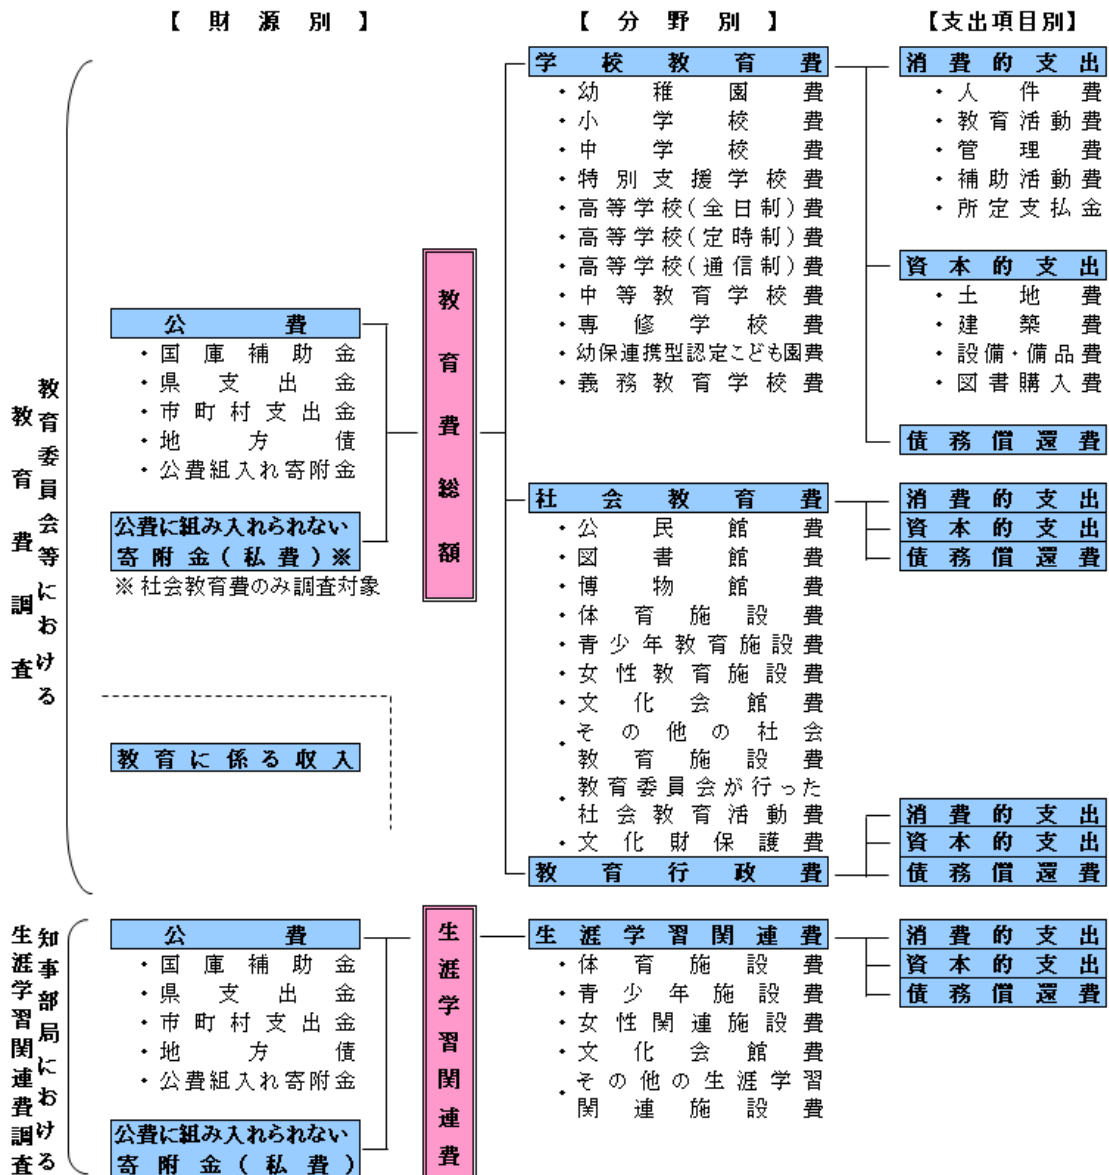 【財源別】
【分野別】
【支出項目別】
教育委員会等における
教育費調査
公費
・国庫補助金
・県支出金
・市町村支出金
・地方債
・公費組入れ寄附金
公費に組み入れられない
寄附金(私費)※
※社会教育費のみ調査対象
教育に係る収入
教育費総額
学校教育費
・幼稚園費
・小学校費
・中学校費
・特別支援学校費
・高等学校(全日制)費
・高等学校(定時制)費
・高等学校(通信制)費
・中等教育学校費
・専修学校費
・幼保連携型認定こども園費
・義務教育学校費
消費的支出
・人件費
・教育活動費
・管理費
・補助活動費
・所定支払金
資本的支出
・土地費
・建築費
・設備・備品費
・図書購入費
債務償還費
社会教育費
・公民館費
・図書館費
・博物館費
・体育施設費
・青少年教育施設費
・女性教育施設費
・文化会館費
・その他の社会
教育施設費
・教育委員会が行った
社会教育活動費
・文化財保護費
消費的支出
資本的支出
債務償還費
教育行政費
消費的支出
資本的支出
債務償還費
知事部局における
生涯学習関連費調査
公費
・国庫補助金
・県支出金
・市町村支出金
・地方債
・公費組入れ寄附金
公費に組み入れられない
寄附金(私費)
生涯学習関連費
生涯学習関連費
・体育施設費
・青少年施設費
・女性関連施設費
・文化会館費
・その他の生涯学習
関連施設費
消費的支出
資本的支出
債務償還費